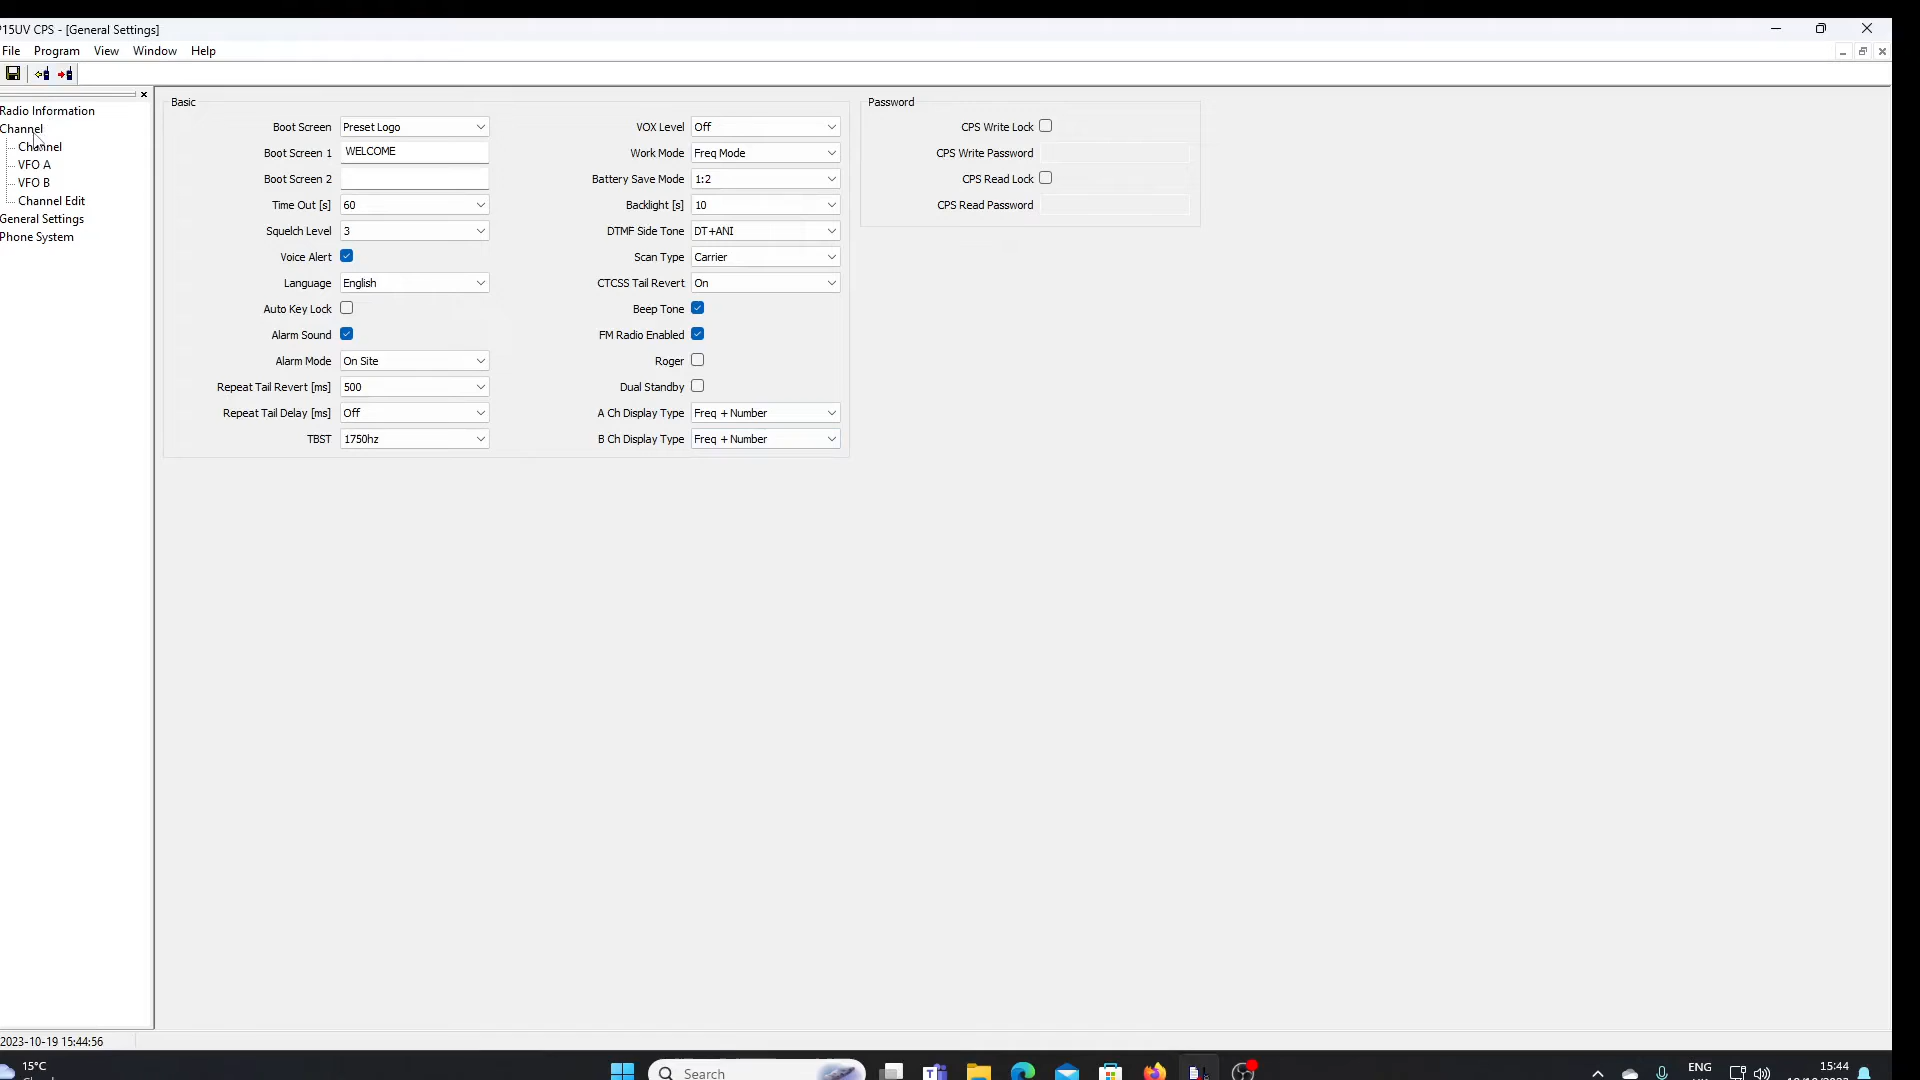 P15UV CPS - [General Settings]
File Program View Window Help
Radio Information
Channel
Channel
VFO A
VFO B
Channel Edit
General Settings
Phone System
Basic
Boot Screen Preset Logo
Boot Screen 1 WELCOME
Boot Screen 2
Time Out [s] 60
Squelch Level 3
Voice Alert
Language English
Auto Key Lock
Alarm Sound
Alarm Mode On Site
Repeat Tail Revert [ms] 500
Repeat Tail Delay [ms] Off
TBST 1750hz
VOX Level Off
Work Mode Freq Mode
Battery Save Mode 1:2
Backlight [s] 10
DTMF Side Tone DT+ANI
Scan Type Carrier
CTCSS Tail Revert On
Beep Tone
FM Radio Enabled
Roger
Dual Standby
A Ch Display Type Freq + Number
B Ch Display Type Freq + Number
Password
CPS Write Lock
CPS Write Password
CPS Read Lock
CPS Read Password
2023-10-19 15:44:56
15°C
Search
ENG
15:44